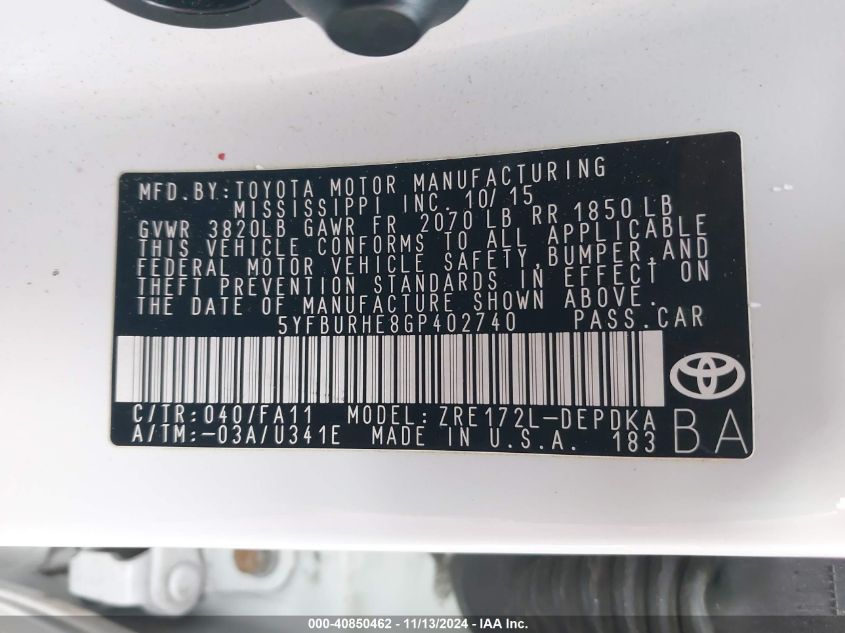 MFD.BY:TOYOTA MOTOR MANUFACTURING
MISSISSIPPI INC. 10/ 15
GVWR 3820LB GAWR FR 2070 LB RR 1850 LB
THIS VEHICLE CONFORMS TO ALL APPLICABLE
FEDERAL MOTOR VEHICLE SAFETY,BUMPER,AND
THEFT PREVENTION STANDARDS IN EFFECT ON
THE DATE OF MANUFACTURE SHOWN ABOVE.
5YFBURHE8GP402740 PASS.CAR
C/TR:040/FA11 MODEL:ZRE172L-DEPDKA
A/TM:-03A/U341E MADE IN U.S.A. 183 BA
000-40850462 - 11/13/2024 - IAA Inc.